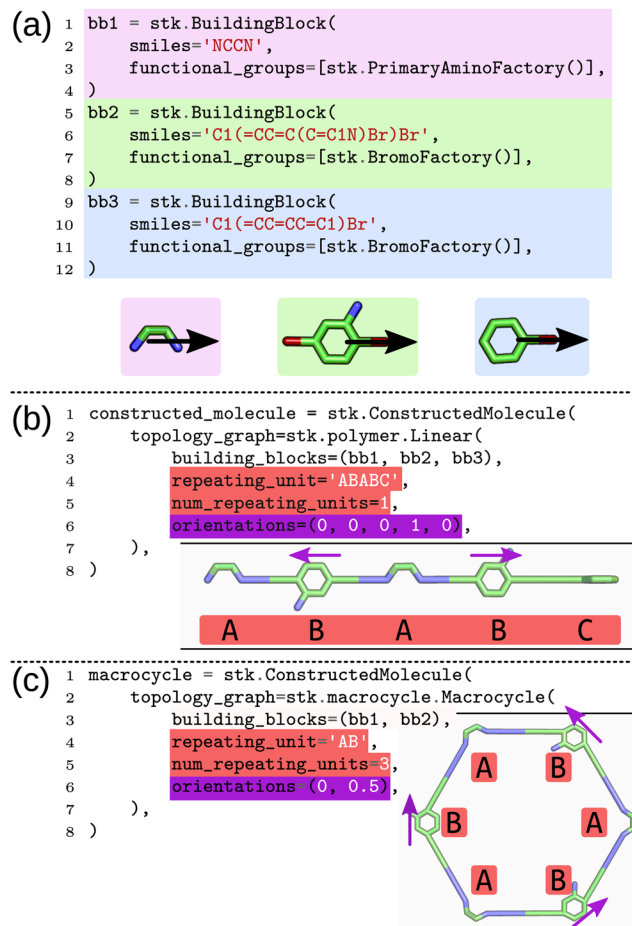 (a)
1 bb1 = stk.BuildingBlock(
2 smiles='NCCN',
3 functional_groups=[stk.PrimaryAminoFactory()],
4 )
5 bb2 = stk.BuildingBlock(
6 smiles='C1(=CC=C(C=C1N)Br)Br',
7 functional_groups=[stk.BromoFactory()],
8 )
9 bb3 = stk.BuildingBlock(
10 smiles='C1(=CC=CC=C1)Br',
11 functional_groups=[stk.BromoFactory()],
12 )
(b)
1 constructed_molecule = stk.ConstructedMolecule(
2 topology_graph=stk.polymer.Linear(
3 building_blocks=(bb1, bb2, bb3),
4 repeating_unit='ABABC',
5 num_repeating_units=1,
6 orientations=(0, 0, 0, 1, 0),
7 ),
8 )
A B A B C
(c)
1 macrocycle = stk.ConstructedMolecule(
2 topology_graph=stk.macrocycle.Macrocycle(
3 building_blocks=(bb1, bb2),
4 repeating_unit='AB',
5 num_repeating_units=3,
6 orientations=(0, 0.5),
7 ),
8 )
A B
B A
A B